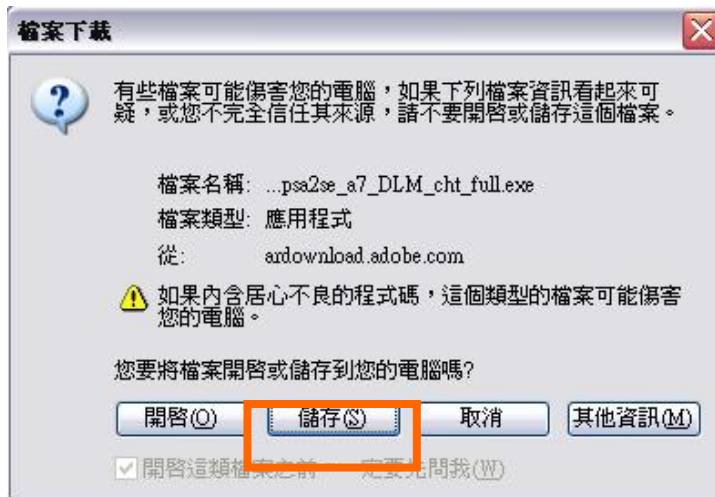 檔案下載
有些檔案可能傷害您的電腦，如果下列檔案資訊看起來可
疑，或您不完全信任其來源，請不要開啓或儲存這個檔案。
檔案名稱: ...psa2se_a7_DLM_cht_full.exe
檔案類型: 應用程式
從: ardownload.adobe.com
如果內含居心不良的程式碼，這個類型的檔案可能傷害
您的電腦。
您要將檔案開啓或儲存到您的電腦嗎?
開啓(O) 儲存(S) 取消 其他資訊(M)
開啓這類檔案之前 定要先問我(W)